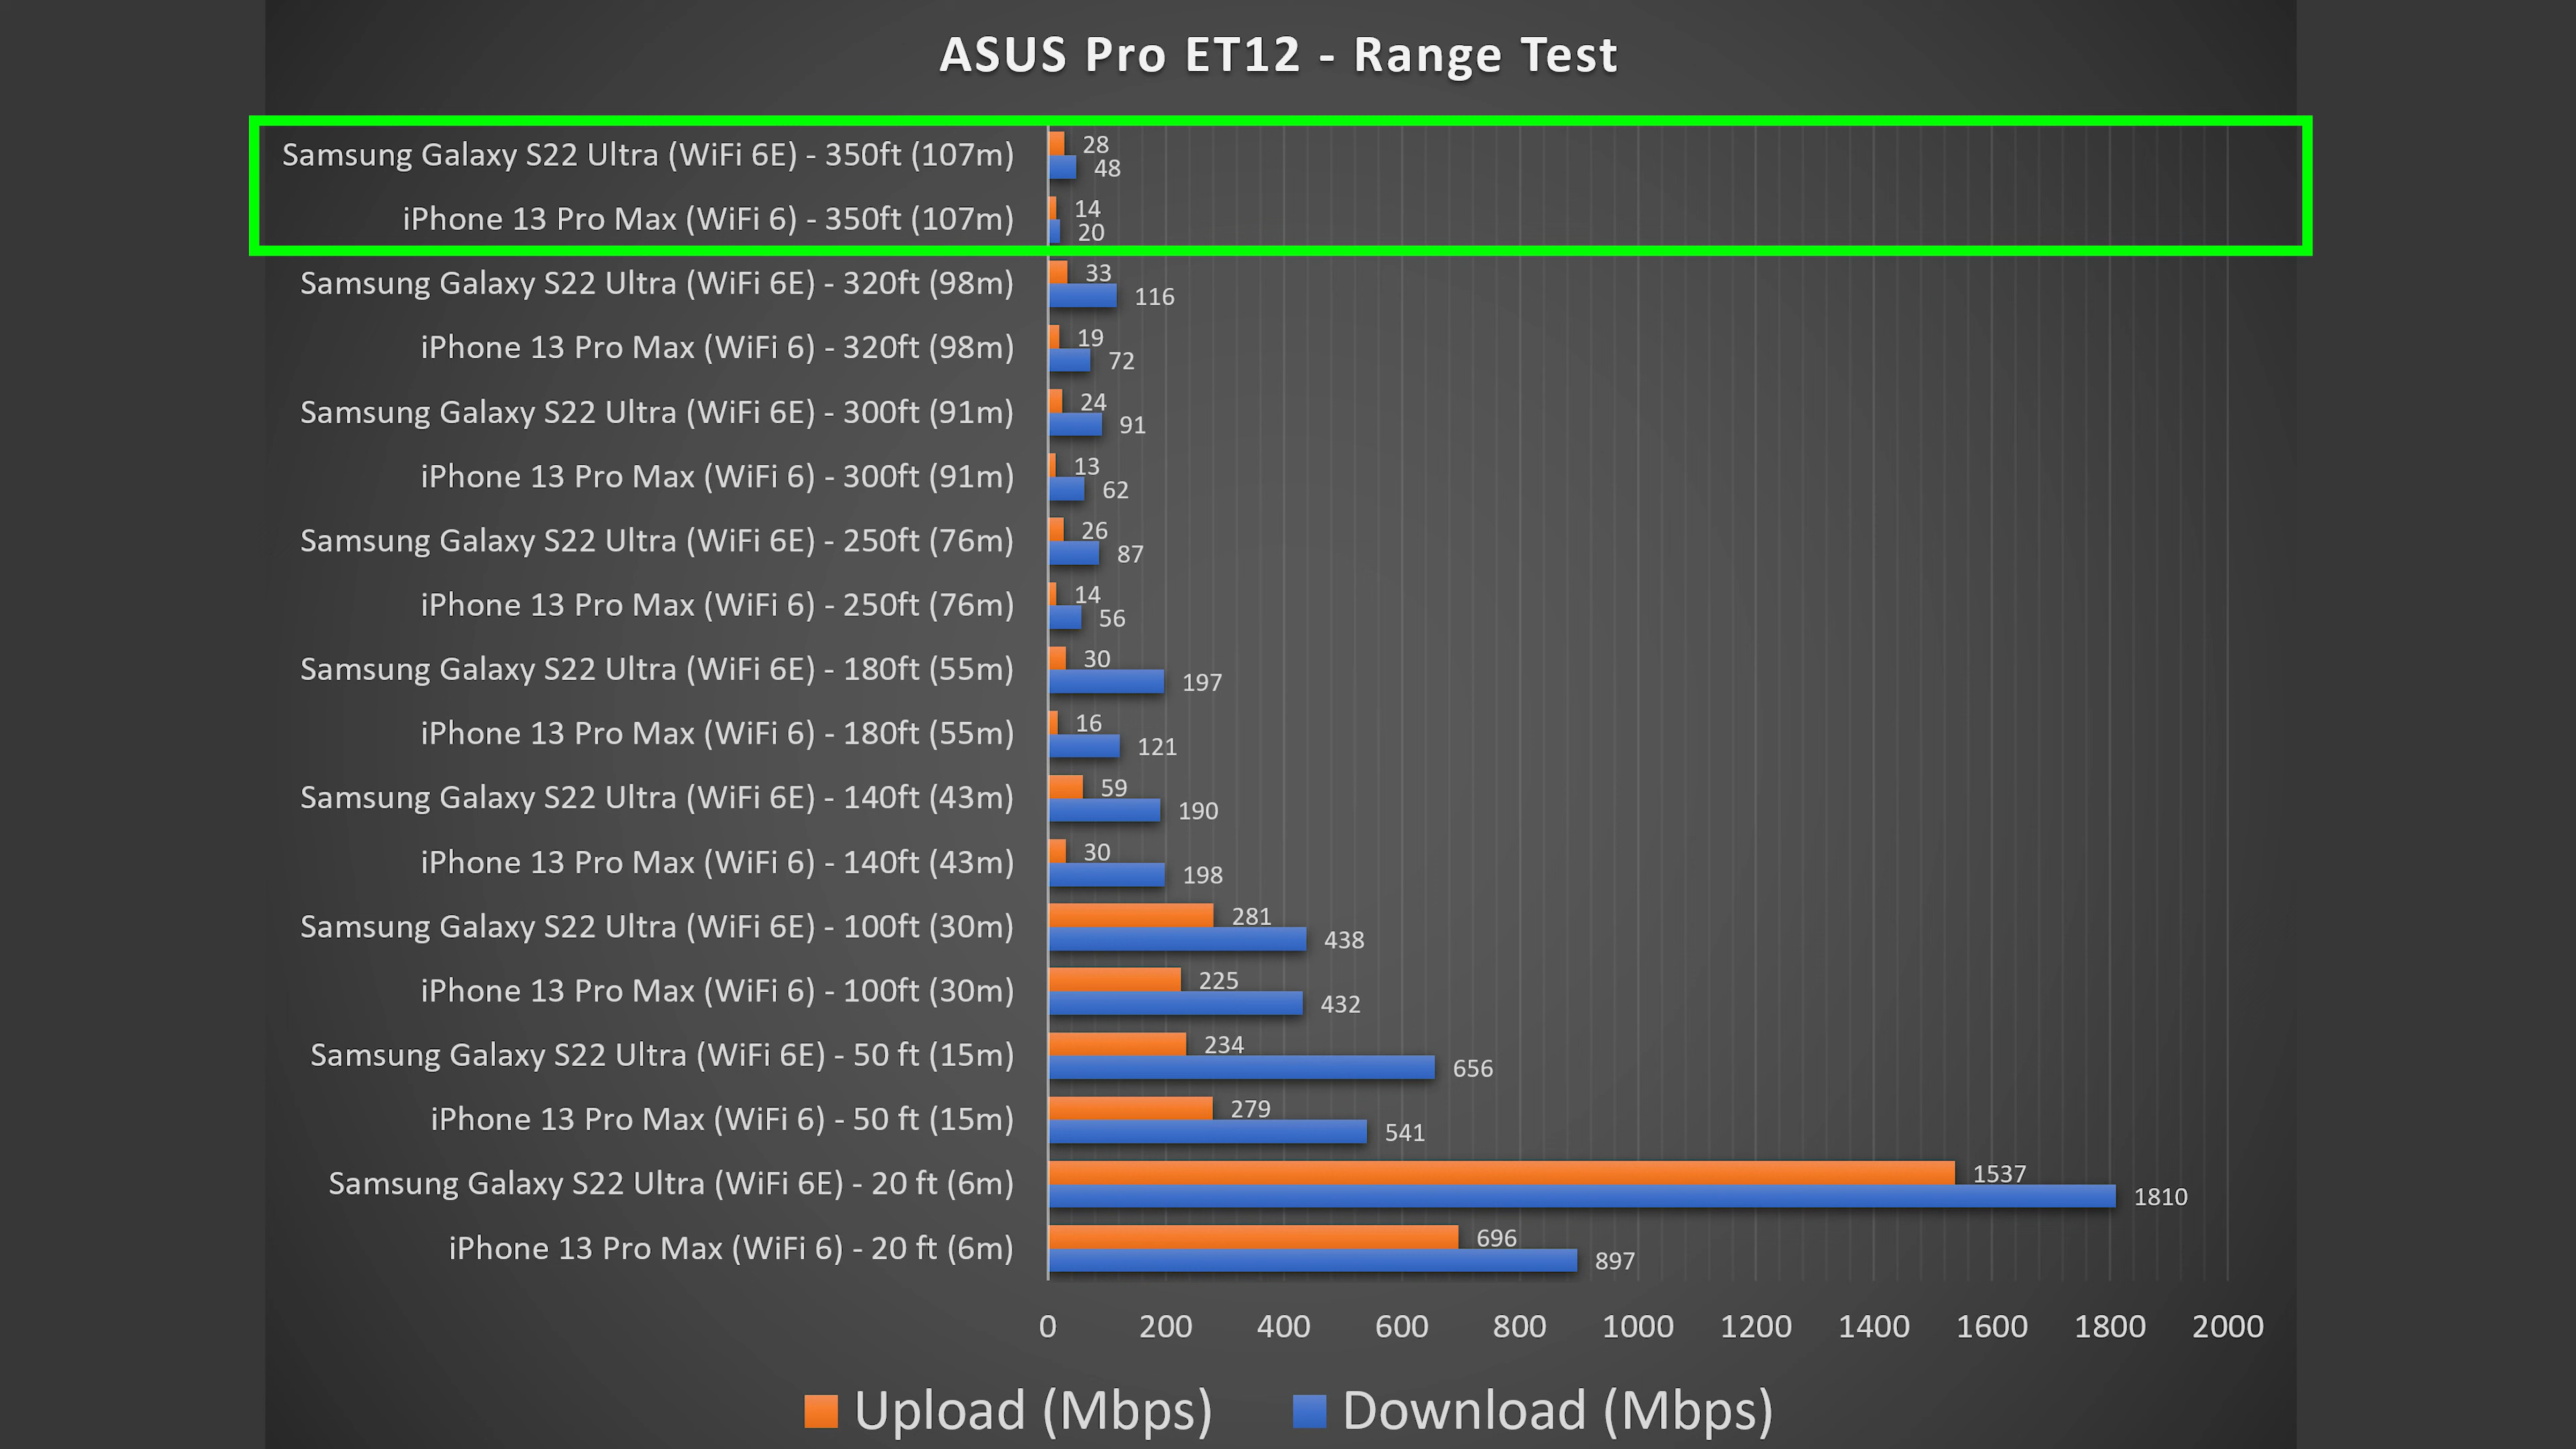 ASUS Pro ET12 - Range Test
Samsung Galaxy S22 Ultra (WiFi 6E) - 350ft (107m)
28
48
iPhone 13 Pro Max (WiFi 6) - 350ft (107m)
14
20
Samsung Galaxy S22 Ultra (WiFi 6E) - 320ft (98m)
33
116
iPhone 13 Pro Max (WiFi 6) - 320ft (98m)
19
72
Samsung Galaxy S22 Ultra (WiFi 6E) - 300ft (91m)
24
91
iPhone 13 Pro Max (WiFi 6) - 300ft (91m)
13
62
Samsung Galaxy S22 Ultra (WiFi 6E) - 250ft (76m)
26
87
iPhone 13 Pro Max (WiFi 6) - 250ft (76m)
14
56
Samsung Galaxy S22 Ultra (WiFi 6E) - 180ft (55m)
30
197
iPhone 13 Pro Max (WiFi 6) - 180ft (55m)
16
121
Samsung Galaxy S22 Ultra (WiFi 6E) - 140ft (43m)
59
190
iPhone 13 Pro Max (WiFi 6) - 140ft (43m)
30
198
Samsung Galaxy S22 Ultra (WiFi 6E) - 100ft (30m)
281
438
iPhone 13 Pro Max (WiFi 6) - 100ft (30m)
225
432
Samsung Galaxy S22 Ultra (WiFi 6E) - 50 ft (15m)
234
656
iPhone 13 Pro Max (WiFi 6) - 50 ft (15m)
279
541
Samsung Galaxy S22 Ultra (WiFi 6E) - 20 ft (6m)
1537
1810
iPhone 13 Pro Max (WiFi 6) - 20 ft (6m)
696
897
0 200 400 600 800 1000 1200 1400 1600 1800 2000
Upload (Mbps) Download (Mbps)